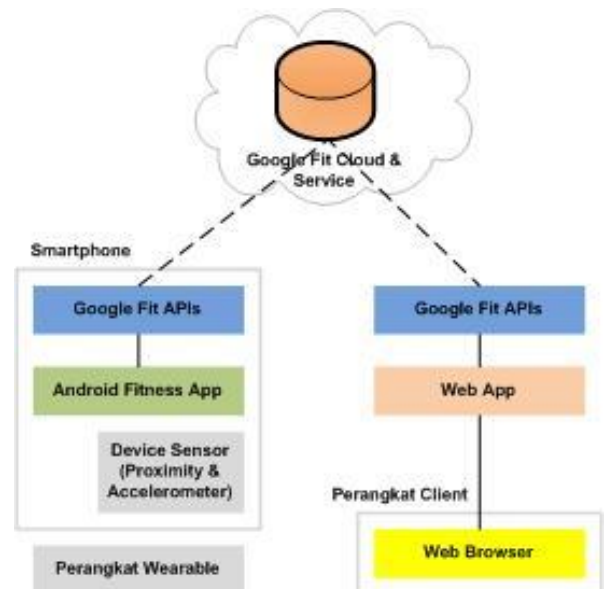 Google Fit Cloud &
Service
Smartphone
Google Fit APIs
Google Fit APIs
Android Fitness App
Web App
Device Sensor
(Proximity &
Accelerometer)
Perangkat Client
Web Browser
Perangkat Wearable